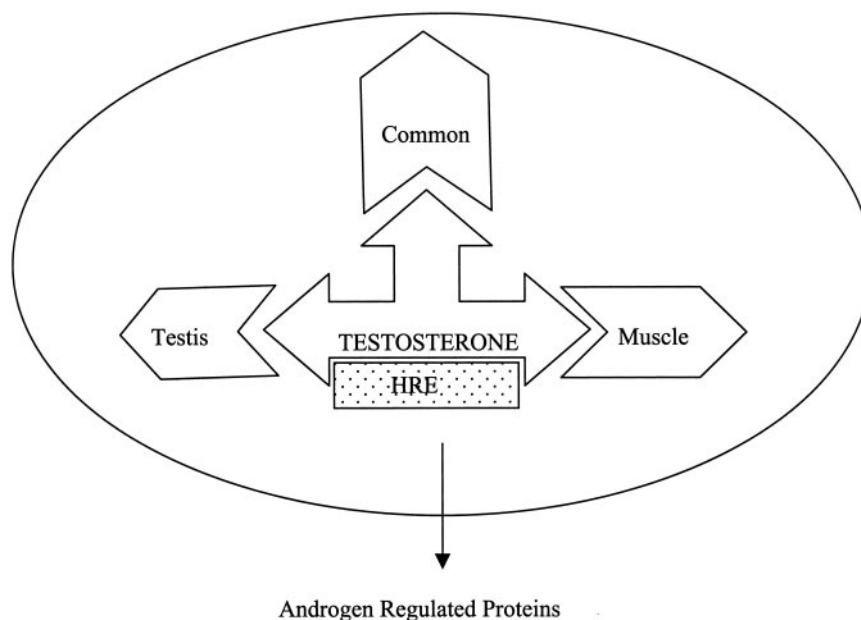 Common
Testis
TESTOSTERONE
Muscle
HRE
Androgen Regulated Proteins